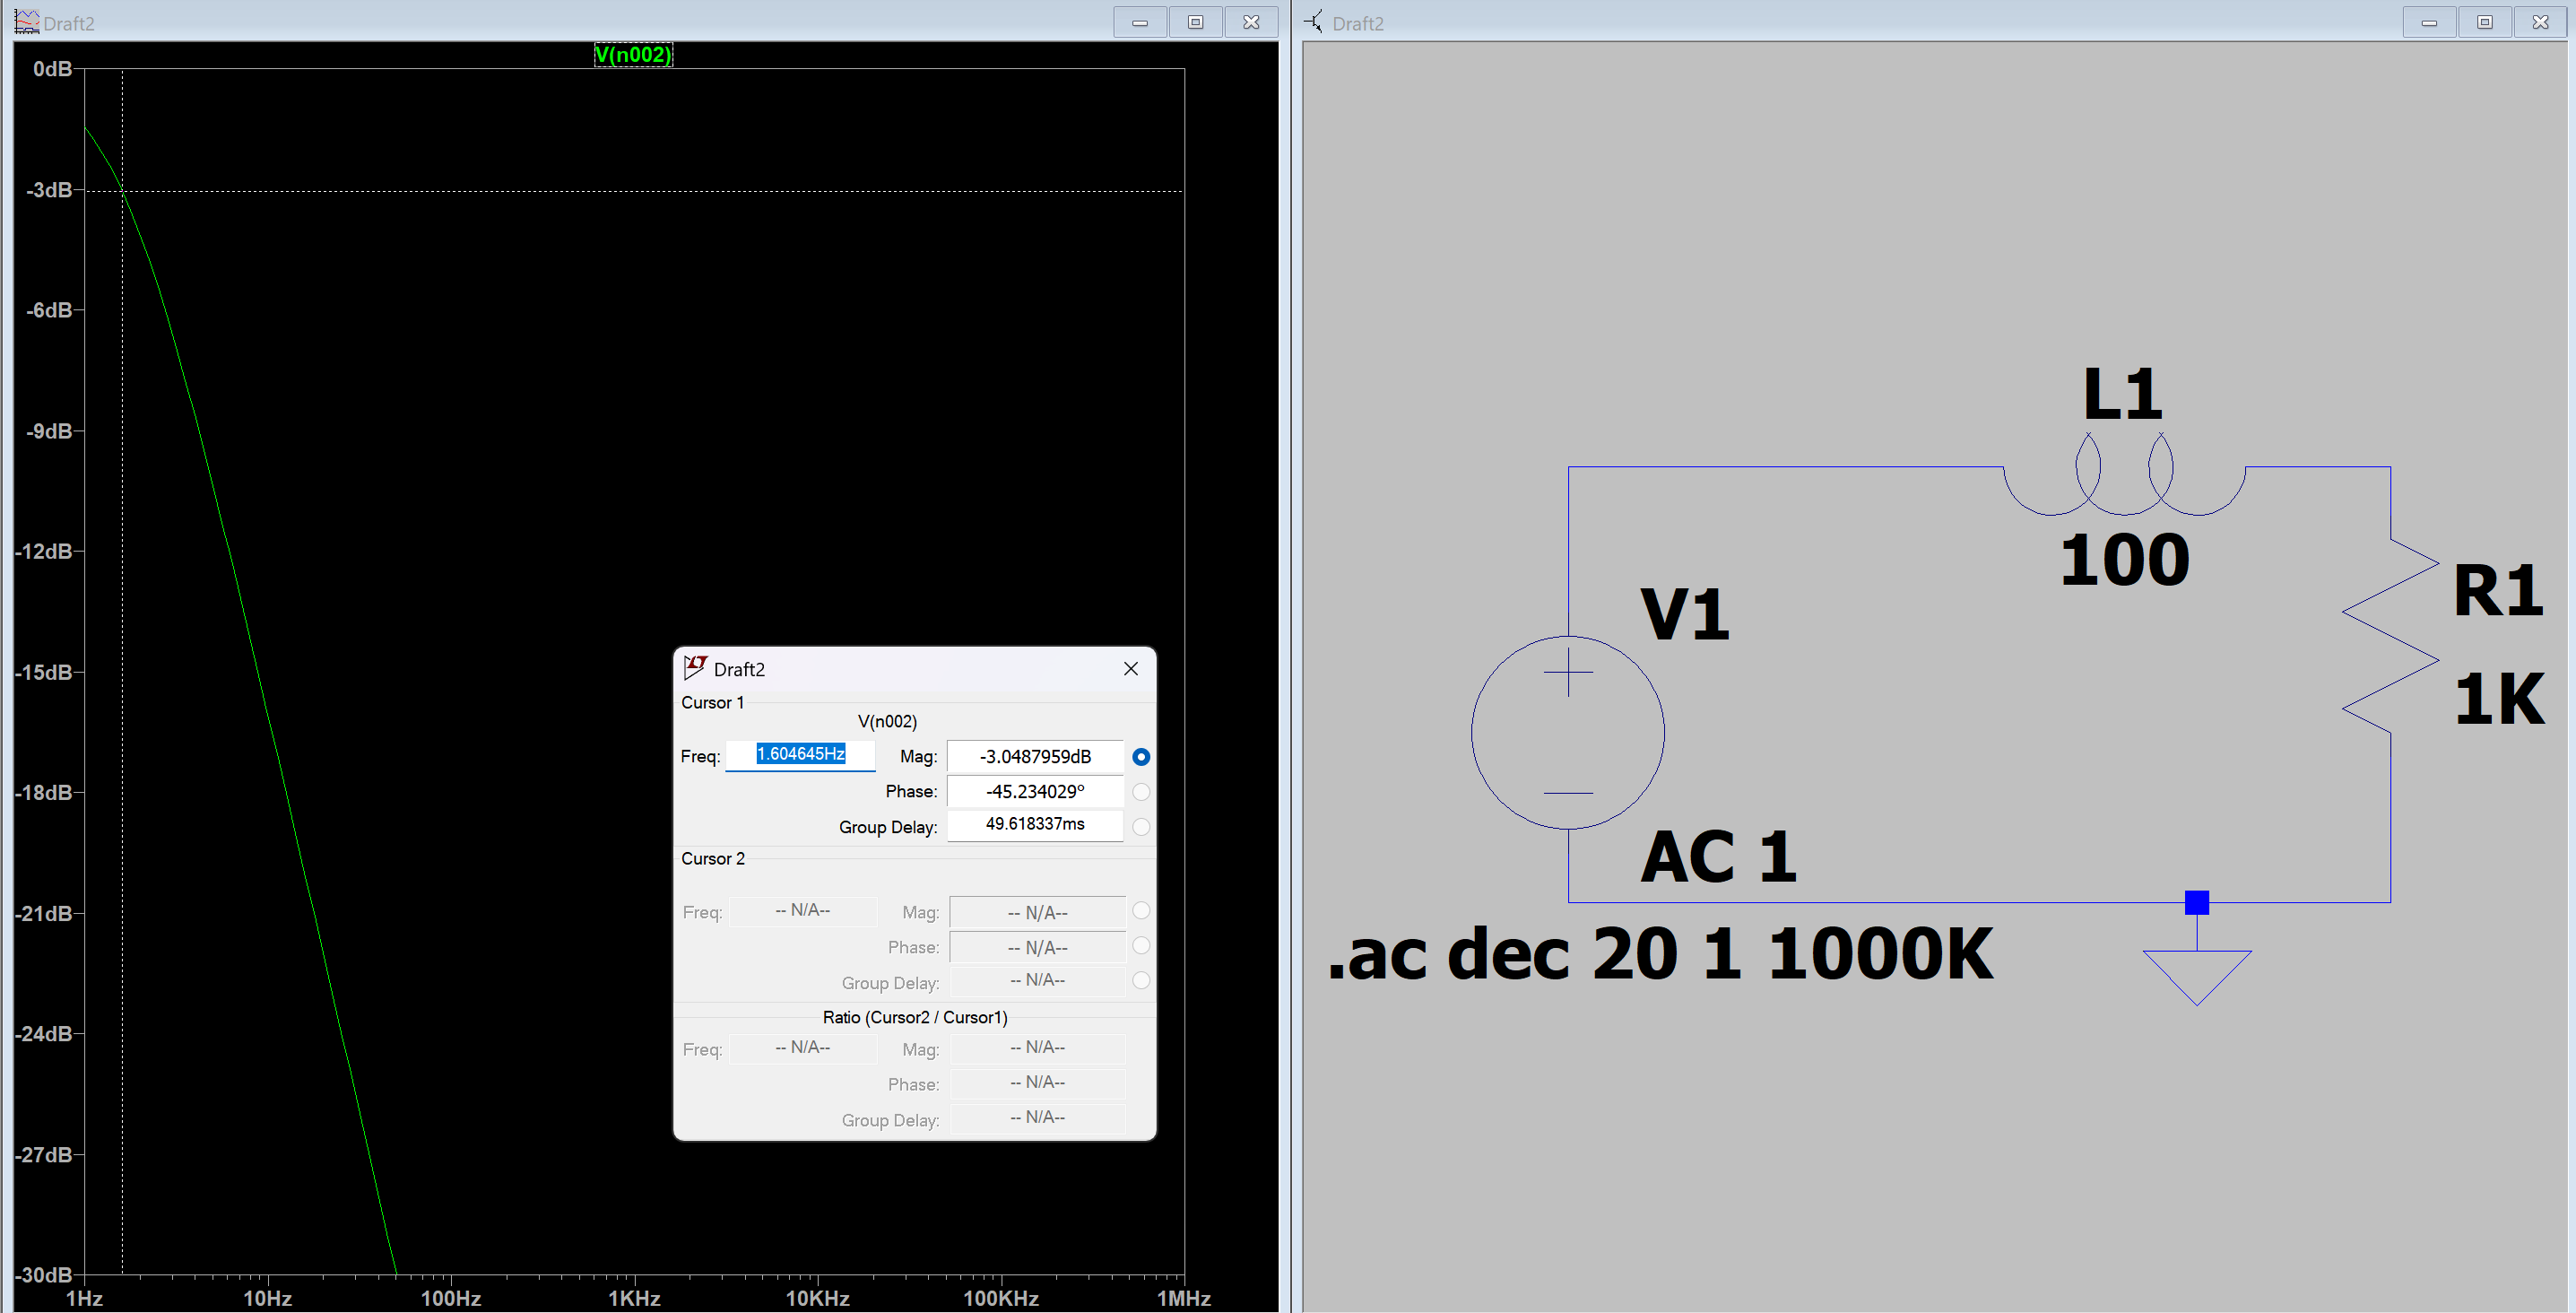 Draft2
V(n002)
0dB
-3dB
-6dB
-9dB
-12dB
-15dB
-18dB
-21dB
-24dB
-27dB
-30dB
1Hz 10Hz 100Hz 1KHz 10KHz 100KHz 1MHz
Draft2
Cursor 1
V(n002)
Freq: 1.604645Hz Mag: -3.0487959dB
Phase: -45.234029°
Group Delay: 49.618337ms
Cursor 2
Freq: -- N/A-- Mag: -- N/A--
Phase: -- N/A--
Group Delay: -- N/A--
Ratio (Cursor2 / Cursor1)
Freq: -- N/A-- Mag: -- N/A--
Phase: -- N/A--
Group Delay: -- N/A--
Draft2
L1
100
R1
1K
V1
AC 1
.ac dec 20 1 1000K